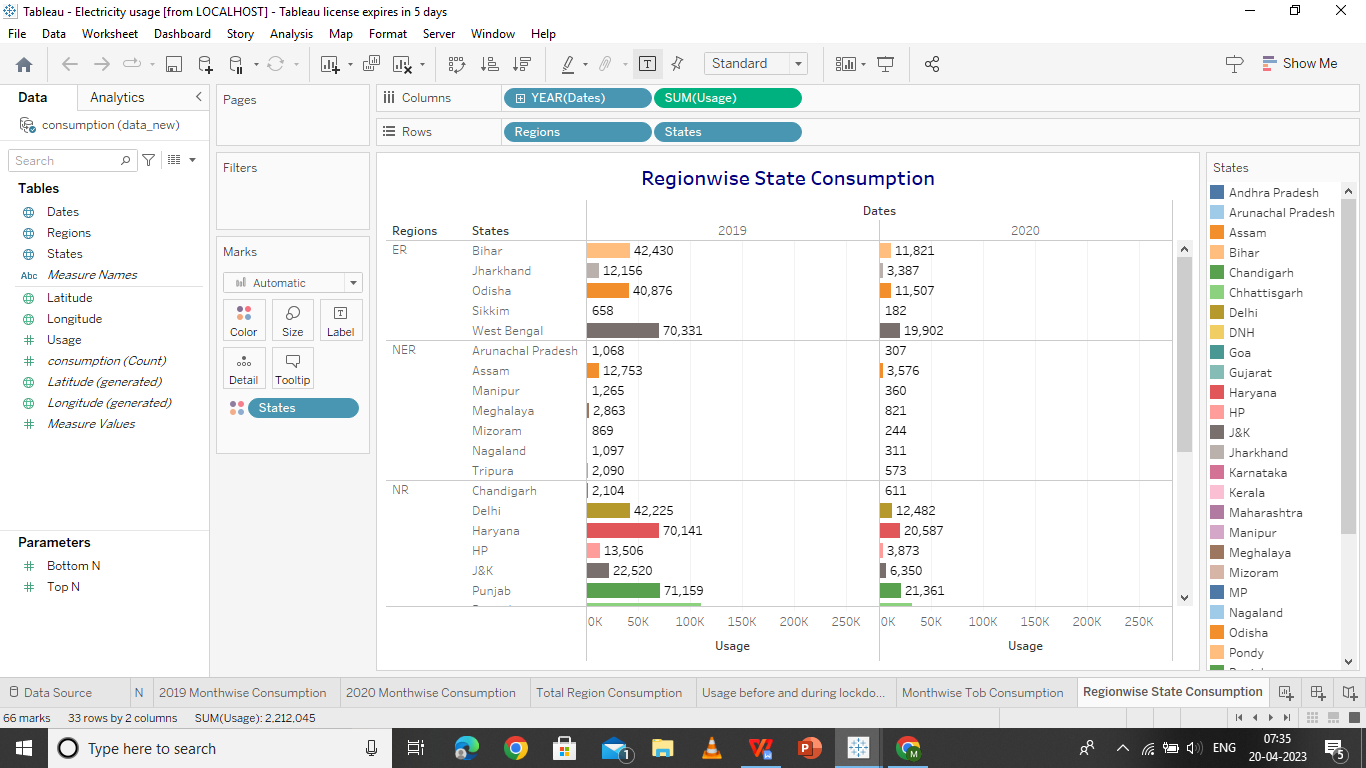 Tableau - Electricity usage [from LOCALHOST] - Tableau license expires in 5 days
File Data Worksheet Dashboard Story Analysis Map Format Server Window Help
Standard
Show Me
Data Analytics
consumption (data_new)
Search
Tables
Dates
Regions
States
Abc Measure Names
Latitude
Longitude
Usage
consumption (Count)
Latitude (generated)
Longitude (generated)
Measure Values
Parameters
Bottom N
Top N
Pages
Filters
Marks
Automatic
Color Size Label
Detail Tooltip
States
Columns YEAR(Dates) SUM(Usage)
Rows Regions States
Regionwise State Consumption
Dates
Regions States 2019 2020
ER Bihar 42,430 11,821
Jharkhand 12,156 3,387
Odisha 40,876 11,507
Sikkim 658 182
West Bengal 70,331 19,902
NER Arunachal Pradesh 1,068 307
Assam 12,753 3,576
Manipur 1,265 360
Meghalaya 2,863 821
Mizoram 869 244
Nagaland 1,097 311
Tripura 2,090 573
NR Chandigarh 2,104 611
Delhi 42,225 12,482
Haryana 70,141 20,587
HP 13,506 3,873
J&K 22,520 6,350
Punjab 71,159 21,361
0K 50K 100K 150K 200K 250K 0K 50K 100K 150K 200K 250K
Usage Usage
States
Andhra Pradesh
Arunachal Pradesh
Assam
Bihar
Chandigarh
Chhattisgarh
Delhi
DNH
Goa
Gujarat
Haryana
HP
J&K
Jharkhand
Karnataka
Kerala
Maharashtra
Manipur
Meghalaya
Mizoram
MP
Nagaland
Odisha
Pondy
Data Source N 2019 Monthwise Consumption 2020 Monthwise Consumption Total Region Consumption Usage before and during lockdo... Monthwise Tob Consumption Regionwise State Consumption
66 marks 33 rows by 2 columns SUM(Usage): 2,212,045
Type here to search 1 ENG 07:35
20-04-2023 5